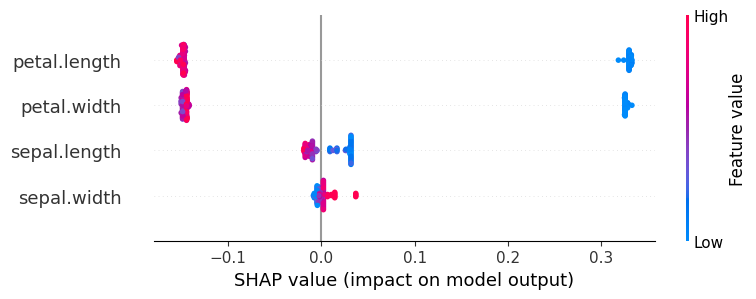 High
petal.length
petal.width
sepal.length
sepal.width
Feature value
Low
−0.1 0.0 0.1 0.2 0.3
SHAP value (impact on model output)